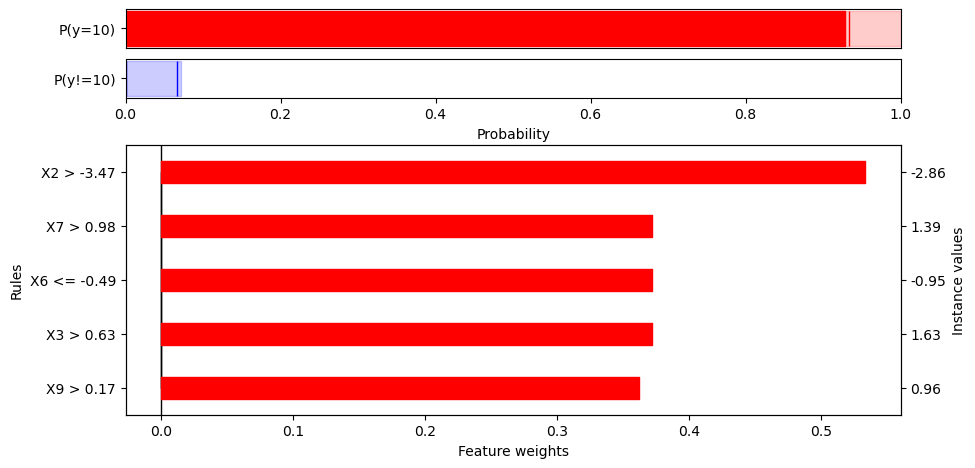 P(y=10)
P(y!=10)
0.0 0.2 0.4 0.6 0.8 1.0
Probability
Rules
X2 > -3.47 -2.86
X7 > 0.98 1.39
X6 <= -0.49 -0.95
X3 > 0.63 1.63
X9 > 0.17 0.96
Instance values
0.0 0.1 0.2 0.3 0.4 0.5
Feature weights